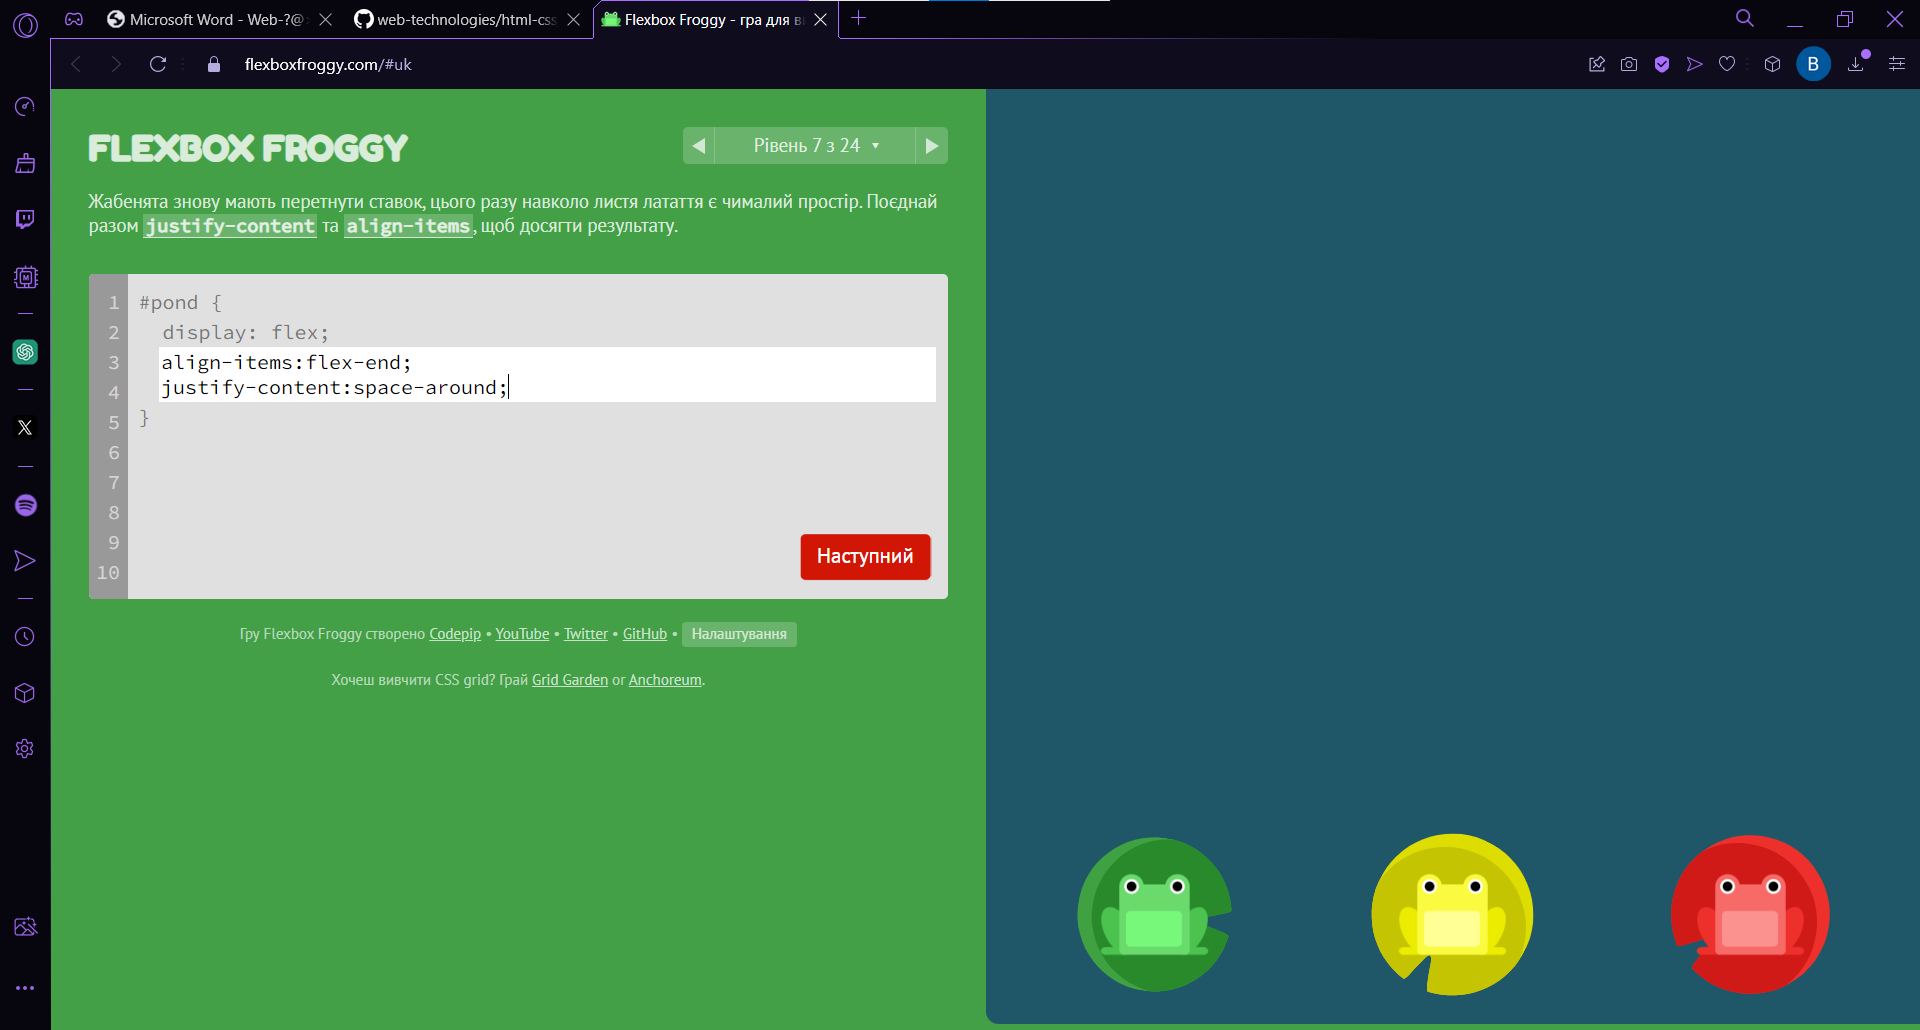 Microsoft Word - Web-?@
web-technologies/html-css
Flexbox Froggy - гра для в
flexboxfroggy.com/#uk
B
FLEXBOX FROGGY
Рівень 7 з 24
Жабенята знову мають перетнути ставок, цього разу навколо листя латаття є чималий простір. Поєднай
разом justify-content та align-items, щоб досягти результату.
1 #pond {
2 display: flex;
3 align-items:flex-end;
4 justify-content:space-around;
5 }
6
7
8
9
10
Наступний
Гру Flexbox Froggy створено Codepip • YouTube • Twitter • GitHub • Налаштування
Хочеш вивчити CSS grid? Грай Grid Garden or Anchoreum.